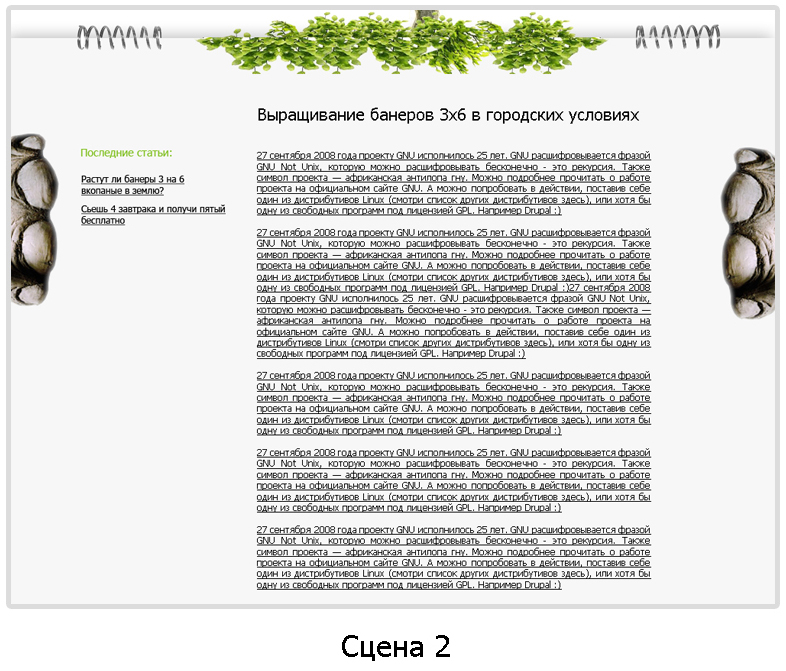 Выращивание банеров 3х6 в городских условиях
Последние статьи:
Растут ли банеры 3 на 6
вкопаные в землю?
Сьешь 4 завтрака и получи пятый
бесплатно
27 сентября 2008 года проекту GNU исполнилось 25 лет. GNU расшифровывается фразой
GNU Not Unix, которую можно расшифровывать бесконечно - это рекурсия. Также
символ проекта — африканская антилопа гну. Можно подробнее прочитать о работе
проекта на официальном сайте GNU. А можно попробовать в действии, поставив себе
один из дистрибутивов Linux (смотри список других дистрибутивов здесь), или хотя бы
одну из свободных программ под лицензией GPL. Например Drupal :)
27 сентября 2008 года проекту GNU исполнилось 25 лет. GNU расшифровывается фразой
GNU Not Unix, которую можно расшифровывать бесконечно - это рекурсия. Также
символ проекта — африканская антилопа гну. Можно подробнее прочитать о работе
проекта на официальном сайте GNU. А можно попробовать в действии, поставив себе
один из дистрибутивов Linux (смотри список других дистрибутивов здесь), или хотя бы
одну из свободных программ под лицензией GPL. Например Drupal :)27 сентября 2008
года проекту GNU исполнилось 25 лет. GNU расшифровывается фразой GNU Not Unix,
которую можно расшифровывать бесконечно - это рекурсия. Также символ проекта —
африканская антилопа гну. Можно подробнее прочитать о работе проекта на
официальном сайте GNU. А можно попробовать в действии, поставив себе один из
дистрибутивов Linux (смотри список других дистрибутивов здесь), или хотя бы одну из
свободных программ под лицензией GPL. Например Drupal :)
27 сентября 2008 года проекту GNU исполнилось 25 лет. GNU расшифровывается фразой
GNU Not Unix, которую можно расшифровывать бесконечно - это рекурсия. Также
символ проекта — африканская антилопа гну. Можно подробнее прочитать о работе
проекта на официальном сайте GNU. А можно попробовать в действии, поставив себе
один из дистрибутивов Linux (смотри список других дистрибутивов здесь), или хотя бы
одну из свободных программ под лицензией GPL. Например Drupal :)
27 сентября 2008 года проекту GNU исполнилось 25 лет. GNU расшифровывается фразой
GNU Not Unix, которую можно расшифровывать бесконечно - это рекурсия. Также
символ проекта — африканская антилопа гну. Можно подробнее прочитать о работе
проекта на официальном сайте GNU. А можно попробовать в действии, поставив себе
один из дистрибутивов Linux (смотри список других дистрибутивов здесь), или хотя бы
одну из свободных программ под лицензией GPL. Например Drupal :)
27 сентября 2008 года проекту GNU исполнилось 25 лет. GNU расшифровывается фразой
GNU Not Unix, которую можно расшифровывать бесконечно - это рекурсия. Также
символ проекта — африканская антилопа гну. Можно подробнее прочитать о работе
проекта на официальном сайте GNU. А можно попробовать в действии, поставив себе
один из дистрибутивов Linux (смотри список других дистрибутивов здесь), или хотя бы
одну из свободных программ под лицензией GPL. Например Drupal :)
Сцена 2